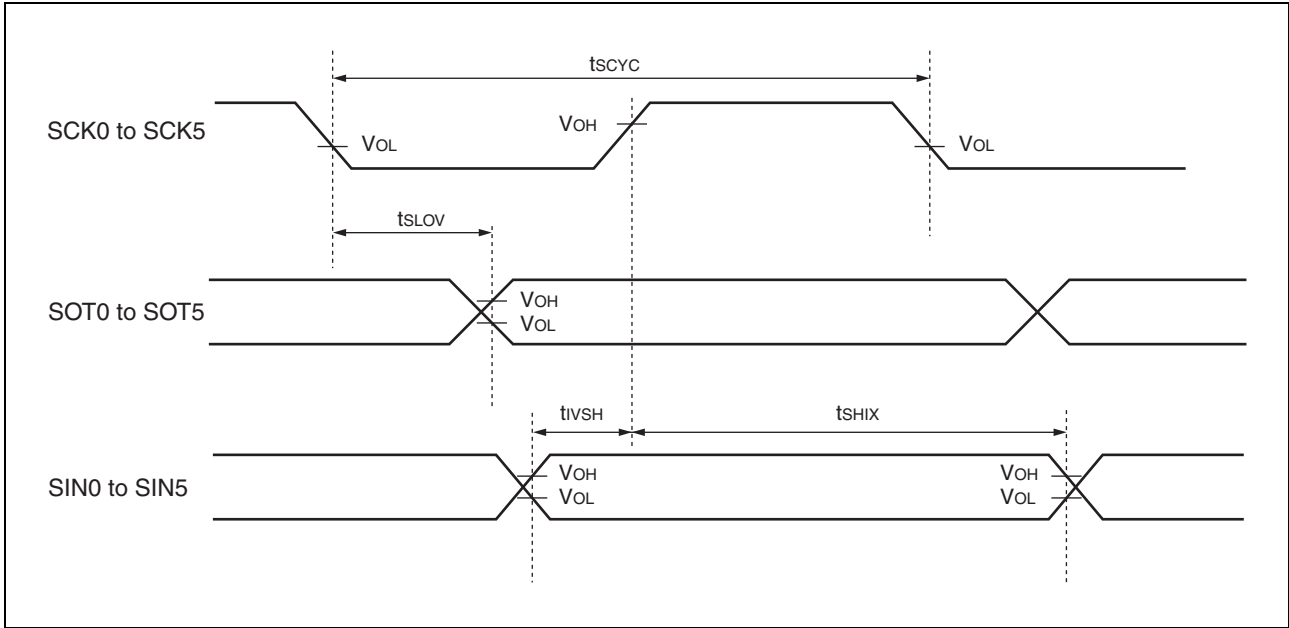 tSCYC
SCK0 to SCK5
VOL
VOH
VOL
tSLOV
SOT0 to SOT5
VOH
VOL
tIVSH
tSHIX
SIN0 to SIN5
VOH
VOL
VOH
VOL